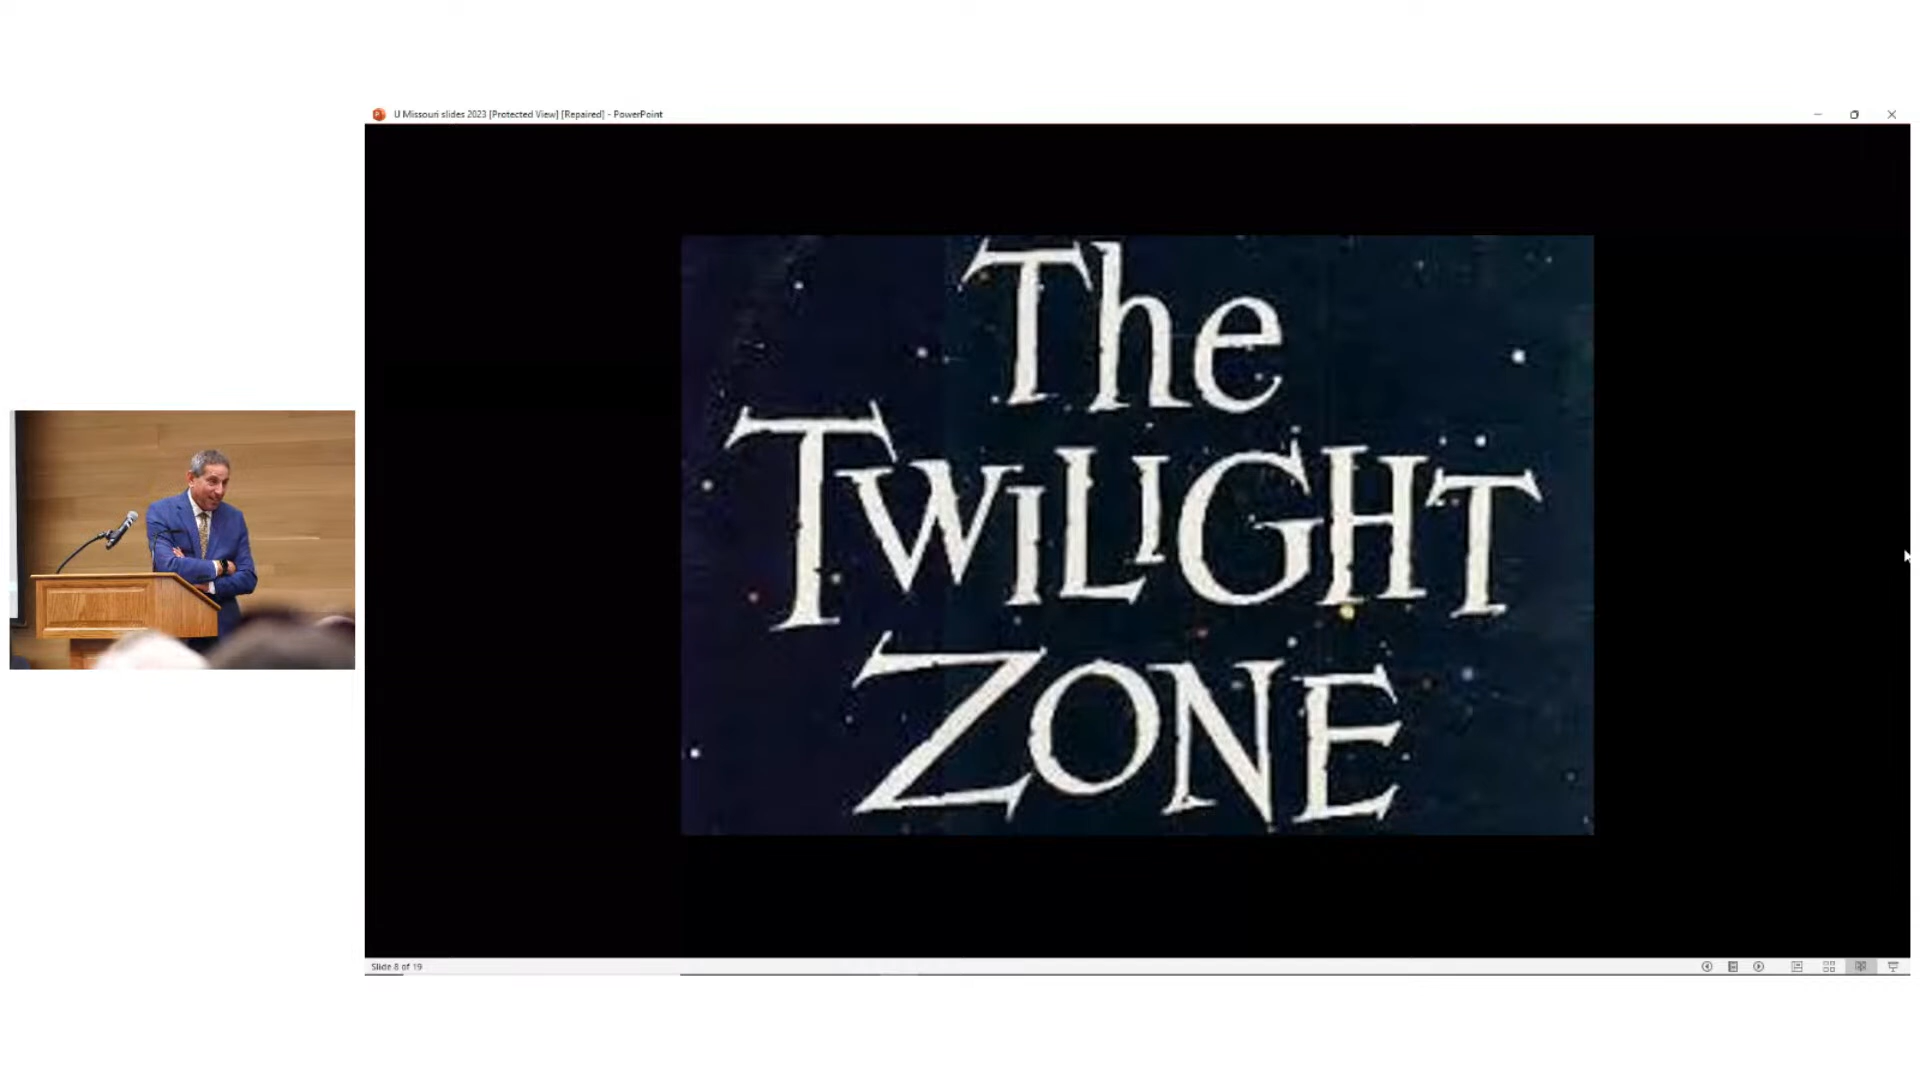 U Missouri slides 2023 [Protected View] [Repaired] - PowerPoint
The
TWILIGHT
ZONE
Slide 8 of 19